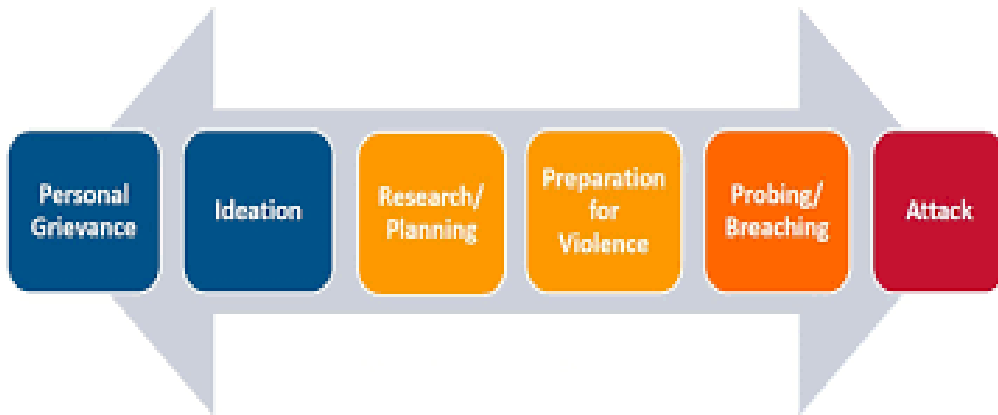 Personal
Grievance
Ideation
Research/
Planning
Preparation
for
Violence
Probing/
Breaching
Attack